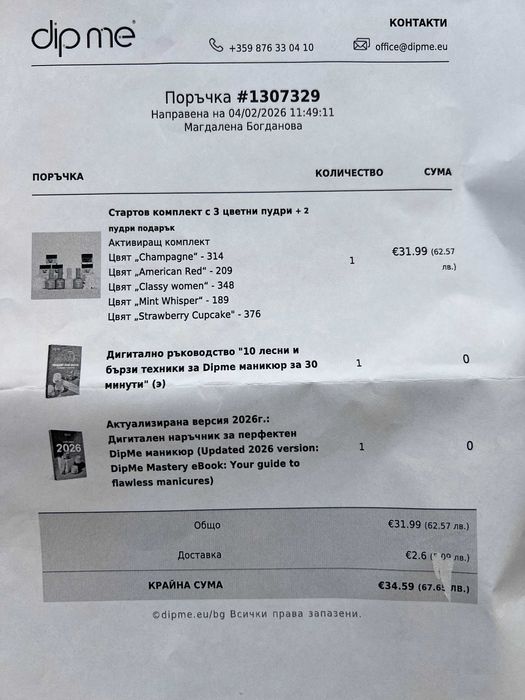 dip me
КОНТАКТИ
+359 876 33 04 10
office@dipme.eu
Поръчка #1307329
Направена на 04/02/2026 11:49:11
Магдалена Богданова
ПОРЪЧКА
КОЛИЧЕСТВО
СУМА
Стартов комплект с 3 цветни пудри + 2
пудри подарък
Активиращ комплект
Цвят „Champagne" - 314
Цвят „American Red" - 209
Цвят „Classy women" - 348
Цвят „Mint Whisper" - 189
Цвят „Strawberry Cupcake" - 376
1
€31.99 (62.57
лв.)
Дигитално ръководство "10 лесни и
бързи техники за Dipme маникюр за 30
минути" (э)
1
0
2026
Актуализирана версия 2026г.:
Дигитален наръчник за перфектен
DipMe маникюр (Updated 2026 version:
DipMe Mastery eBook: Your guide to
flawless manicures)
1
0
Общо
€31.99 (62.57 лв.)
Доставка
€2.6 лв.)
КРАЙНА СУМА
€34.59 (67.65 лв.)
©dipme.eu/bg Всички права запазени.